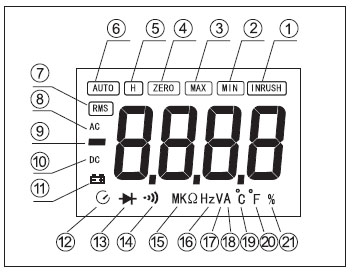 ⑥ ⑤ ④ ③ ② ①
AUTO H ZERO MAX MIN INRUSH
⑦ RMS
⑧ AC
⑨
⑩ DC
⑪
8.8.8.8
MKΩ HzVA °C °F %
⑫ ⑬ ⑭ ⑮ ⑯ ⑰ ⑱ ⑲ ⑳ ㉑